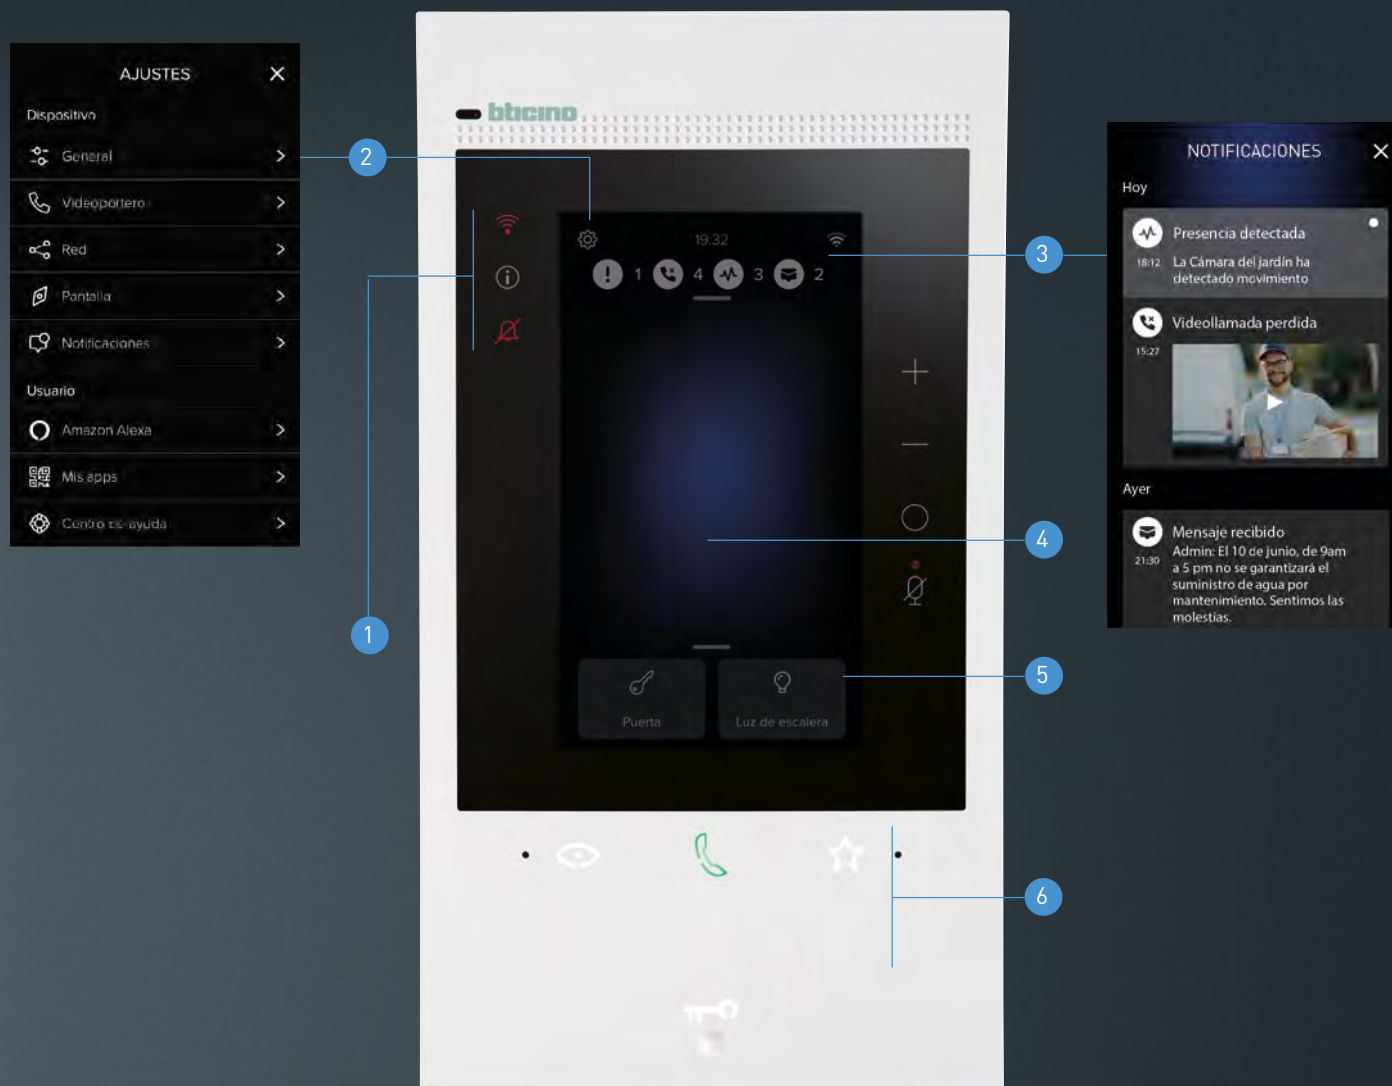 AJUSTES
Dispositivo
General
Videoportero
Red
Pantalla
Notificaciones
Usuario
Amazon Alexa
Mis apps
Centro de ayuda
2
1
bticino
19:32
1 4 3 2
Puerta
Luz de escalera
3
4
5
6
NOTIFICACIONES
Hoy
Presencia detectada
18:12 La Cámara del jardín ha
detectado movimiento
Videollamada perdida
15:27
Ayer
Mensaje recibido
Admin: El 10 de junio, de 9am
21:30 a 5 pm no se garantizará el
suministro de agua por
mantenimiento. Sentimos las
molestias.